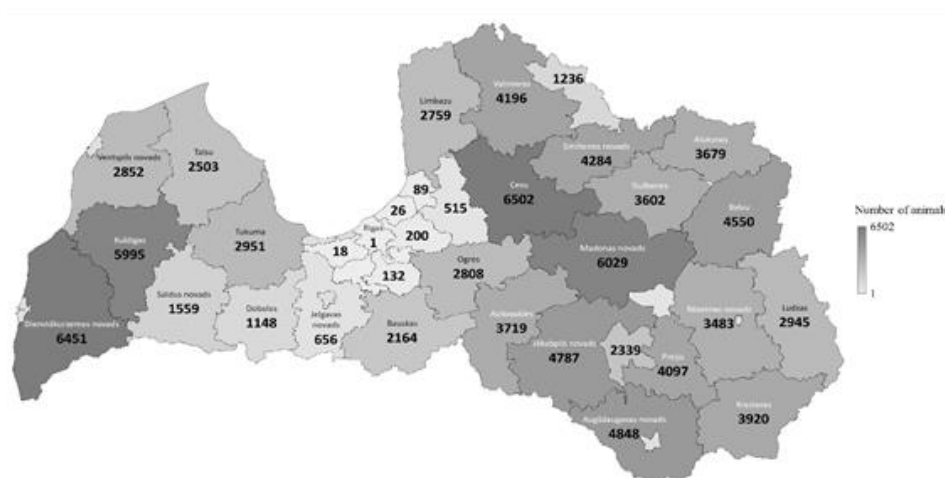 1236
Valmieras
4196
Limbazu
2759
Talsu
2503
Ventspils novads
2852
Smiltenes novads
4284
Aluksnes
3679
Gulbenes
3602
Cesu
6502
89
515
26
Balvu
4550
Number of animals
6502
1
Kuldigas
5995
Tukuma
2951
Rigas
1
200
18
Madonas novads
6029
Ogres
2808
132
Saldus novads
1559
Dobeles
1148
Jelgavas
novads
656
Bauskas
2164
Aizkraukles
3719
Rezeknes novads
3483
Ludzas
2945
Dienvidkurzemes novads
6451
Jekabpils novads
4787
2339
Preiļu
4097
Kraslavas
3920
Augšdaugavas novads
4848